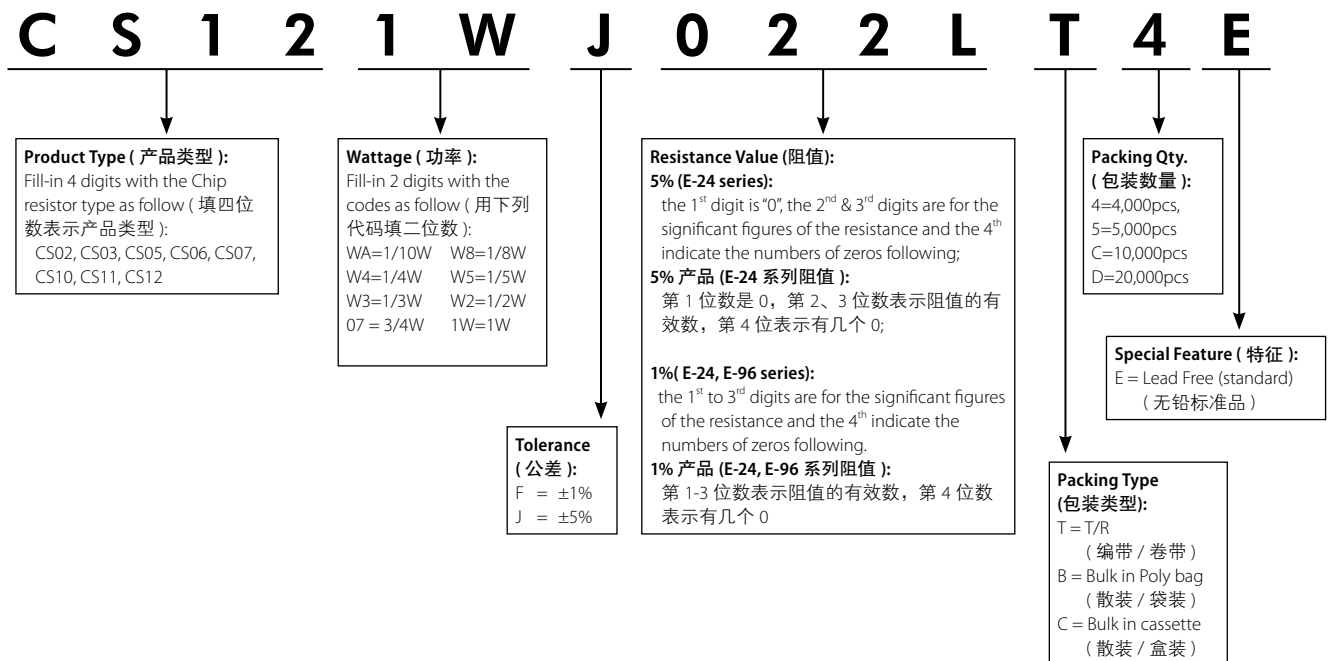 C S 1 2 1 W J 0 2 2 L T 4 E
Product Type ( 产品类型 ):
Fill-in 4 digits with the Chip
resistor type as follow ( 填四位
数表示产品类型 ):
CS02, CS03, CS05, CS06, CS07,
CS10, CS11, CS12
Wattage ( 功率 ):
Fill-in 2 digits with the
codes as follow ( 用下列
代码填二位数 ):
WA=1/10W W8=1/8W
W4=1/4W W5=1/5W
W3=1/3W W2=1/2W
07 = 3/4W 1W=1W
Tolerance
( 公差 ):
F = ±1%
J = ±5%
Resistance Value (阻值):
5% (E-24 series):
the 1st digit is “0”, the 2nd & 3rd digits are for the
significant figures of the resistance and the 4th
indicate the numbers of zeros following;
5% 产品 (E-24 系列阻值 ):
第 1 位数是 0，第 2、3 位数表示阻值的有
效数，第 4 位表示有几个 0;
1%( E-24, E-96 series):
the 1st to 3rd digits are for the significant figures
of the resistance and the 4th indicate the
numbers of zeros following.
1% 产品 (E-24, E-96 系列阻值 ):
第 1-3 位数表示阻值的有效数，第 4 位数
表示有几个 0
Packing Type
(包装类型):
T = T/R
( 编带 / 卷带 )
B = Bulk in Poly bag
( 散装 / 袋装 )
C = Bulk in cassette
( 散装 / 盒装 )
Packing Qty.
( 包装数量 ):
4=4,000pcs,
5=5,000pcs
C=10,000pcs
D=20,000pcs
Special Feature ( 特征 ):
E = Lead Free (standard)
( 无铅标准品 )